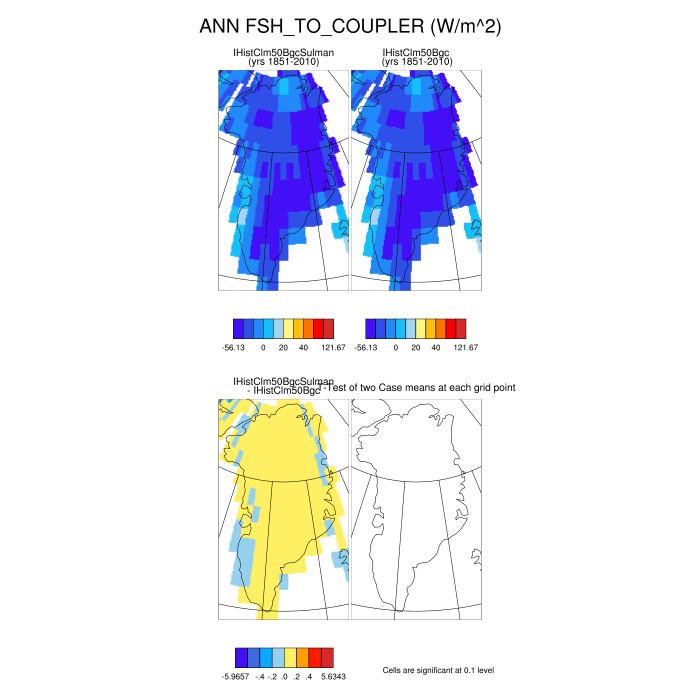 ANN FSH_TO_COUPLER (W/m^2)
IHistClm50BgcSulman
(yrs 1851-2010)
IHistClm50Bgc
(yrs 1851-2010)
-56.13 0 20 40 121.67
-56.13 0 20 40 121.67
IHistClm50BgcSulman
- IHistClm50Bgc
T-Test of two Case means at each grid point
-5.9657 -.4 -.2 .0 .2 .4 5.6343
Cells are significant at 0.1 level